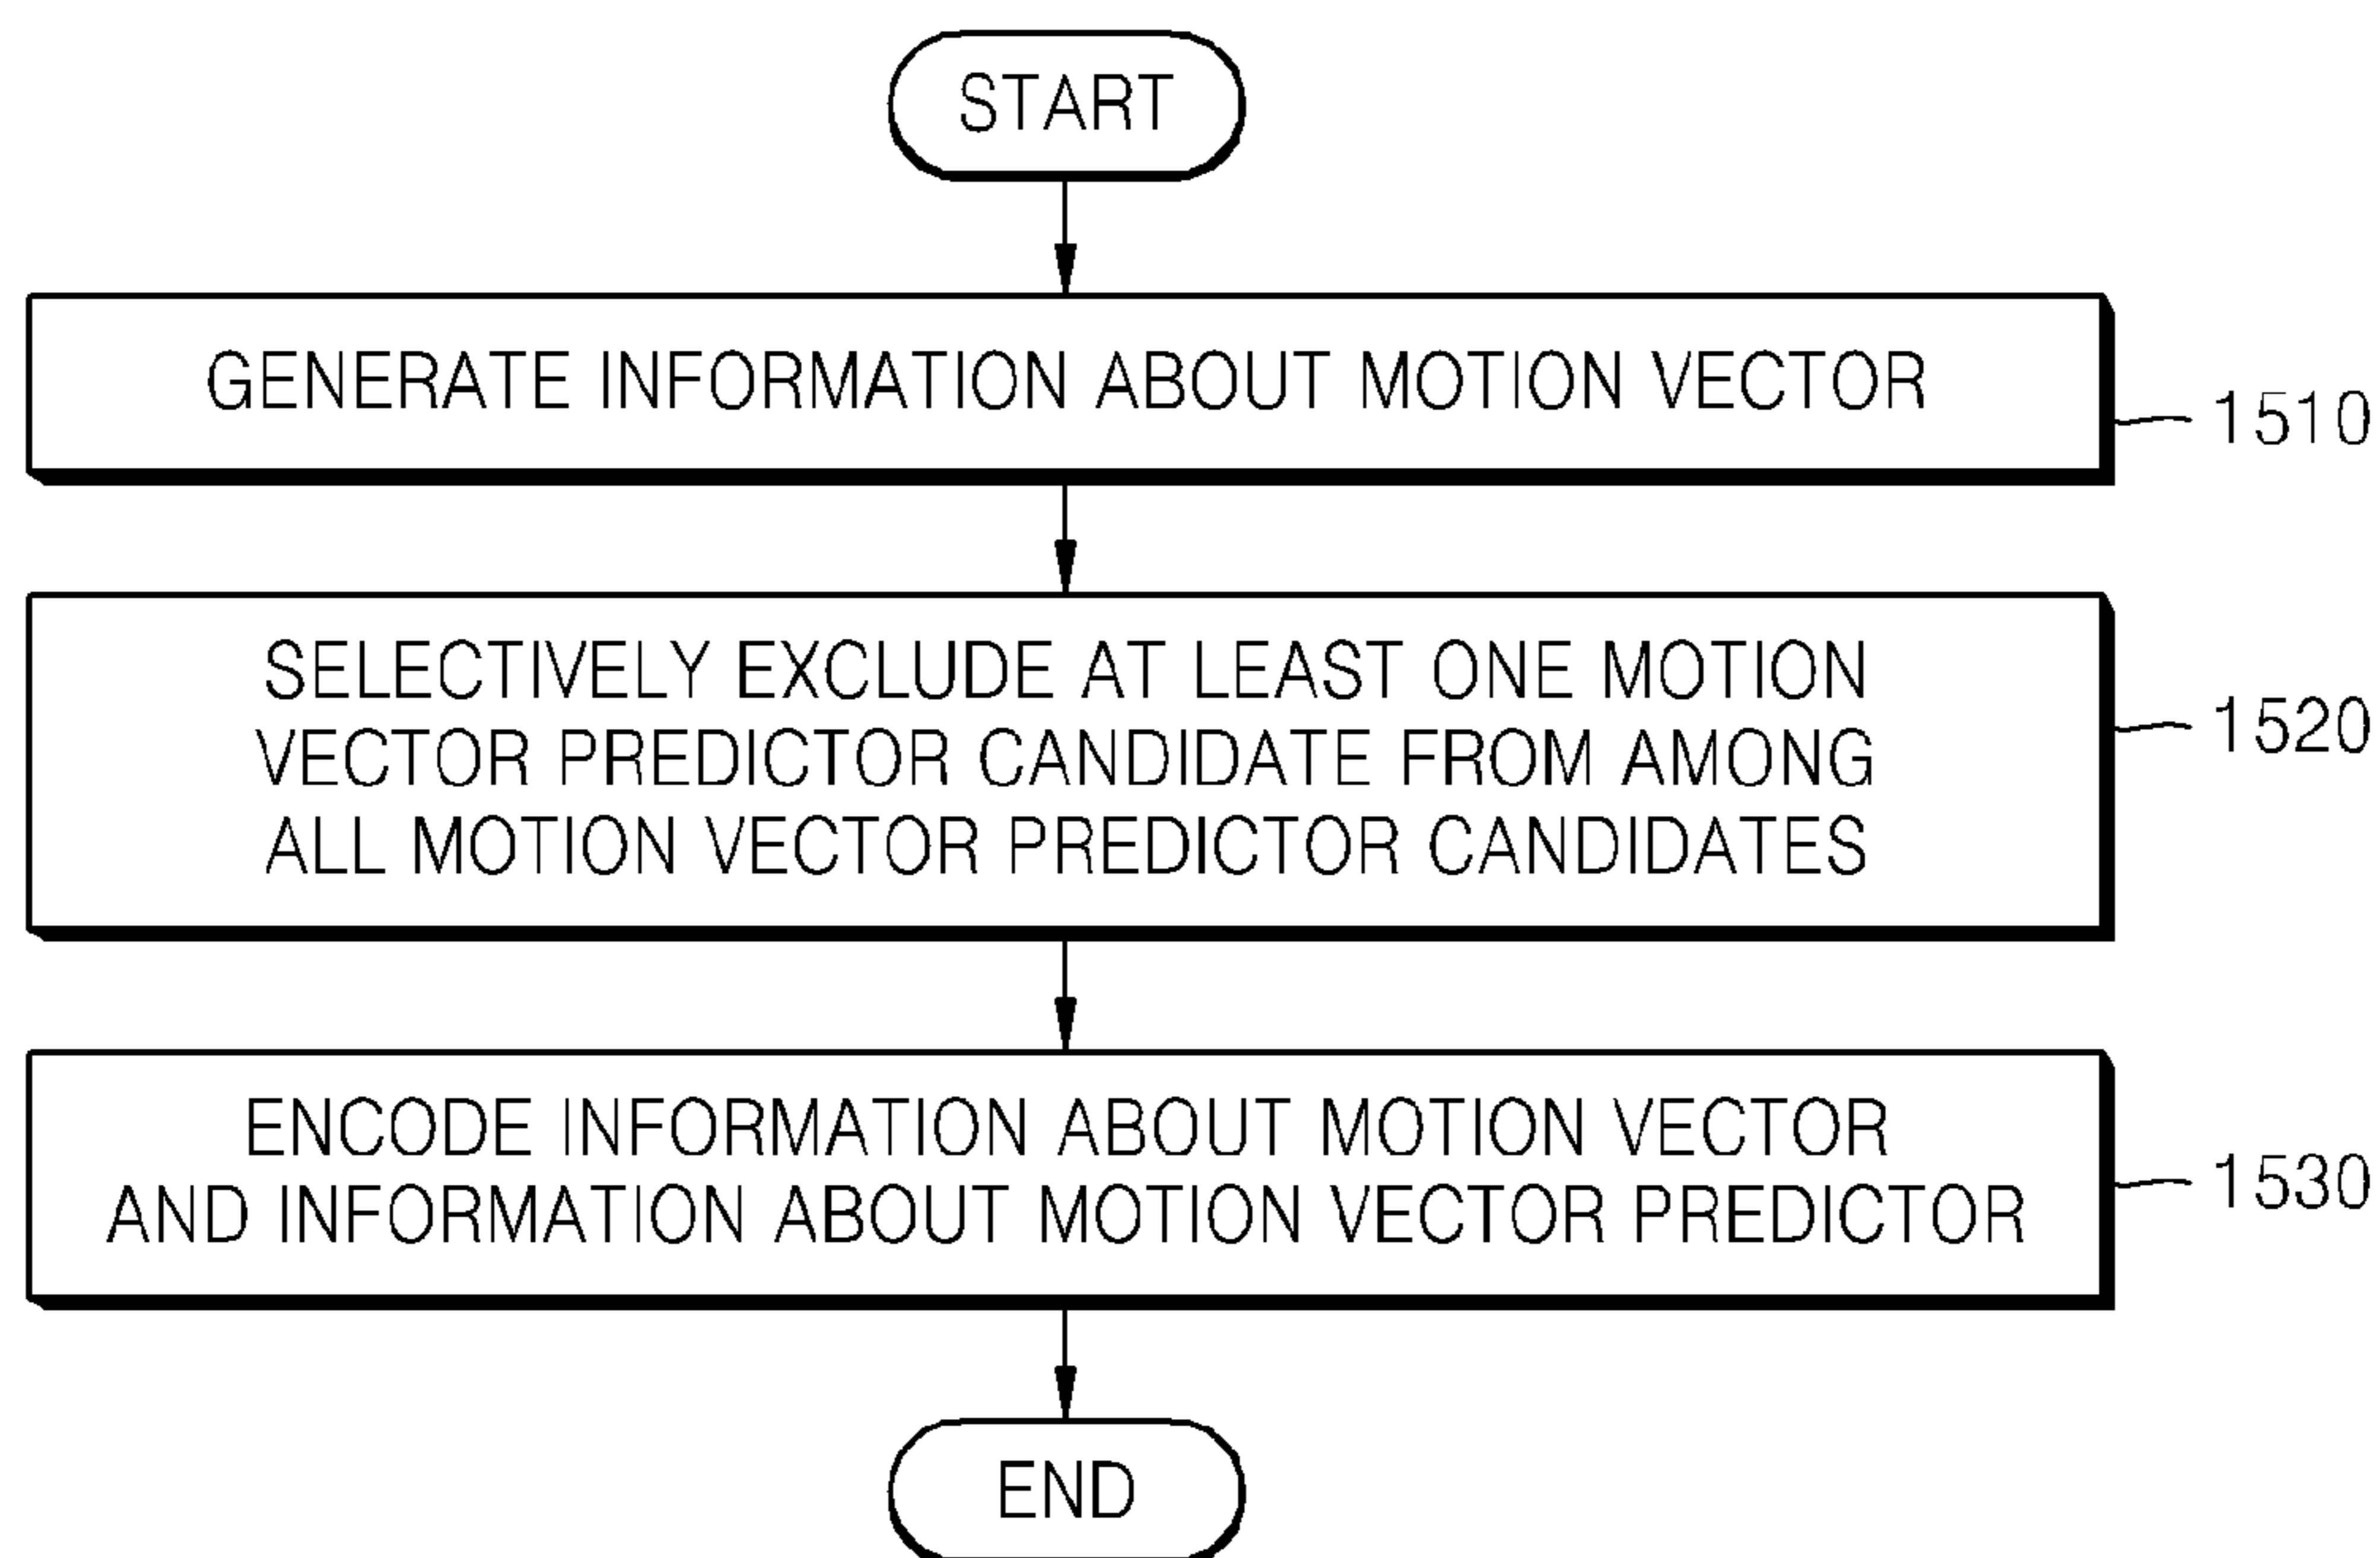 START
GENERATE INFORMATION ABOUT MOTION VECTOR
1510
SELECTIVELY EXCLUDE AT LEAST ONE MOTION
VECTOR PREDICTOR CANDIDATE FROM AMONG
ALL MOTION VECTOR PREDICTOR CANDIDATES
1520
ENCODE INFORMATION ABOUT MOTION VECTOR
AND INFORMATION ABOUT MOTION VECTOR PREDICTOR
1530
END